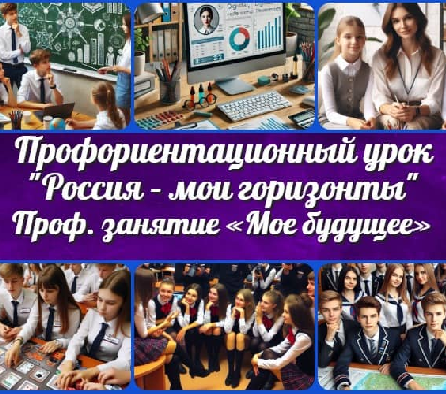 Профориентационный урок
"Россия – мои горизонты"
Проф. занятие «Мое будущее»